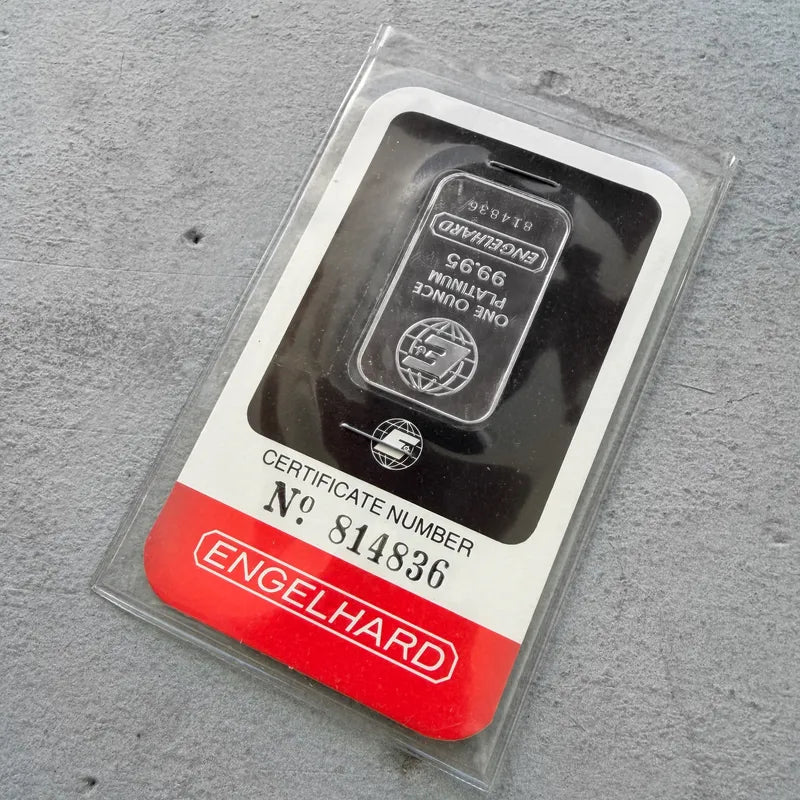 814836
ENGELHARD
99.95
PLATINUM
ONE OUNCE
E
CERTIFICATE NUMBER
Nº 814836
ENGELHARD